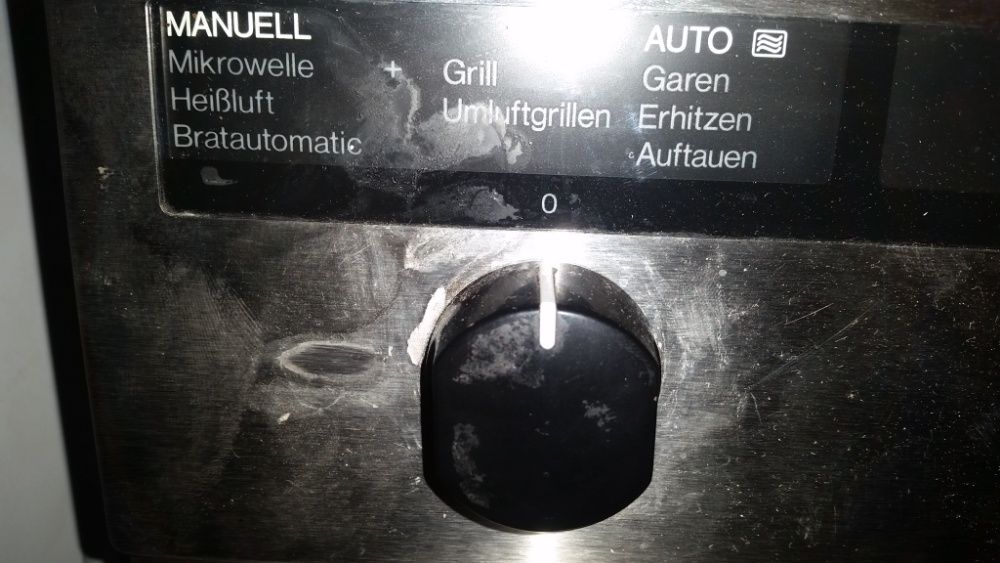 MANUELL
Mikrowelle +
Heißluft
Bratautomatic
Grill
Umluftgrillen
AUTO
Garen
Erhitzen
Auftauen
0